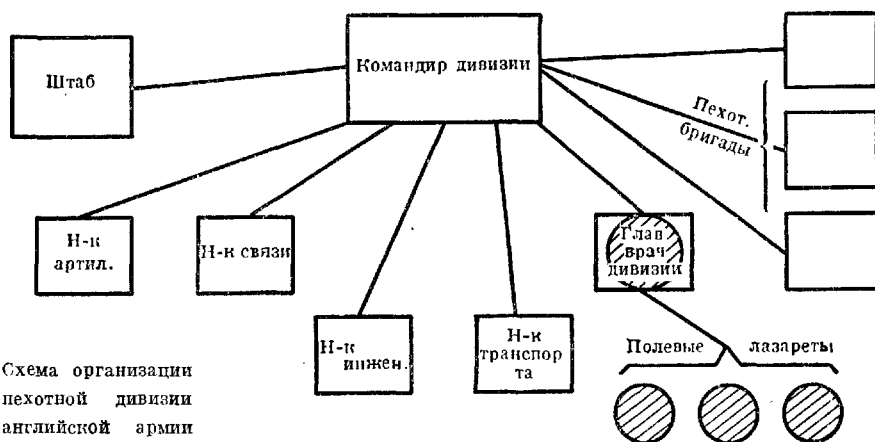 Штаб
Командир дивизии
Пехот.
бригады
Н-к
артил.
Н-к связи
Глав
врач
дивизии
Н-к
инжен.
Н-к
транспор
та
Полевые лазареты
Схема организации
пехотной дивизии
английской армии